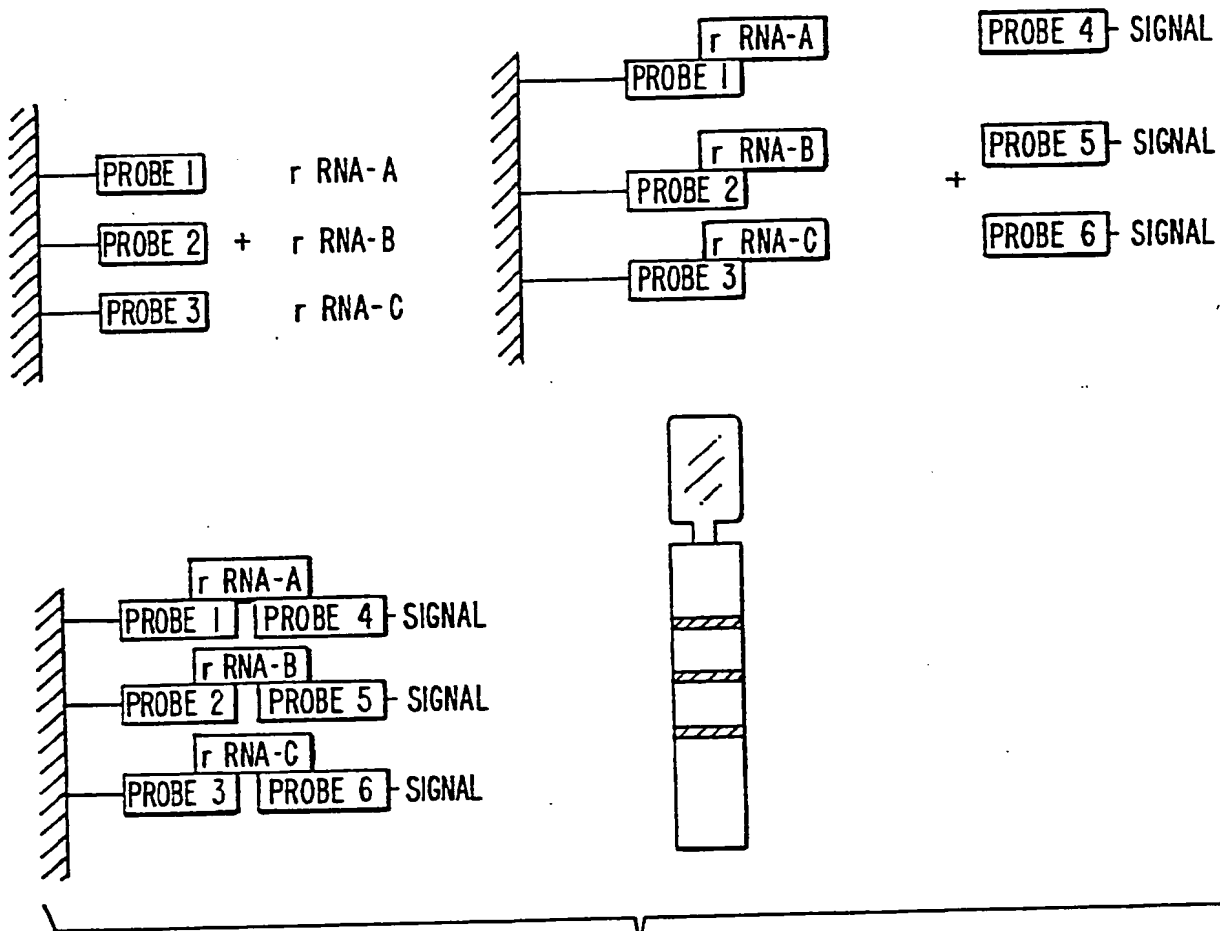 PROBE 1 r RNA-A
PROBE 2 + r RNA-B
PROBE 3 r RNA-C
r RNA-A
PROBE 1
r RNA-B
PROBE 2
r RNA-C
PROBE 3
+
PROBE 4 SIGNAL
PROBE 5 SIGNAL
PROBE 6 SIGNAL
r RNA-A
PROBE 1 PROBE 4 SIGNAL
r RNA-B
PROBE 2 PROBE 5 SIGNAL
r RNA-C
PROBE 3 PROBE 6 SIGNAL